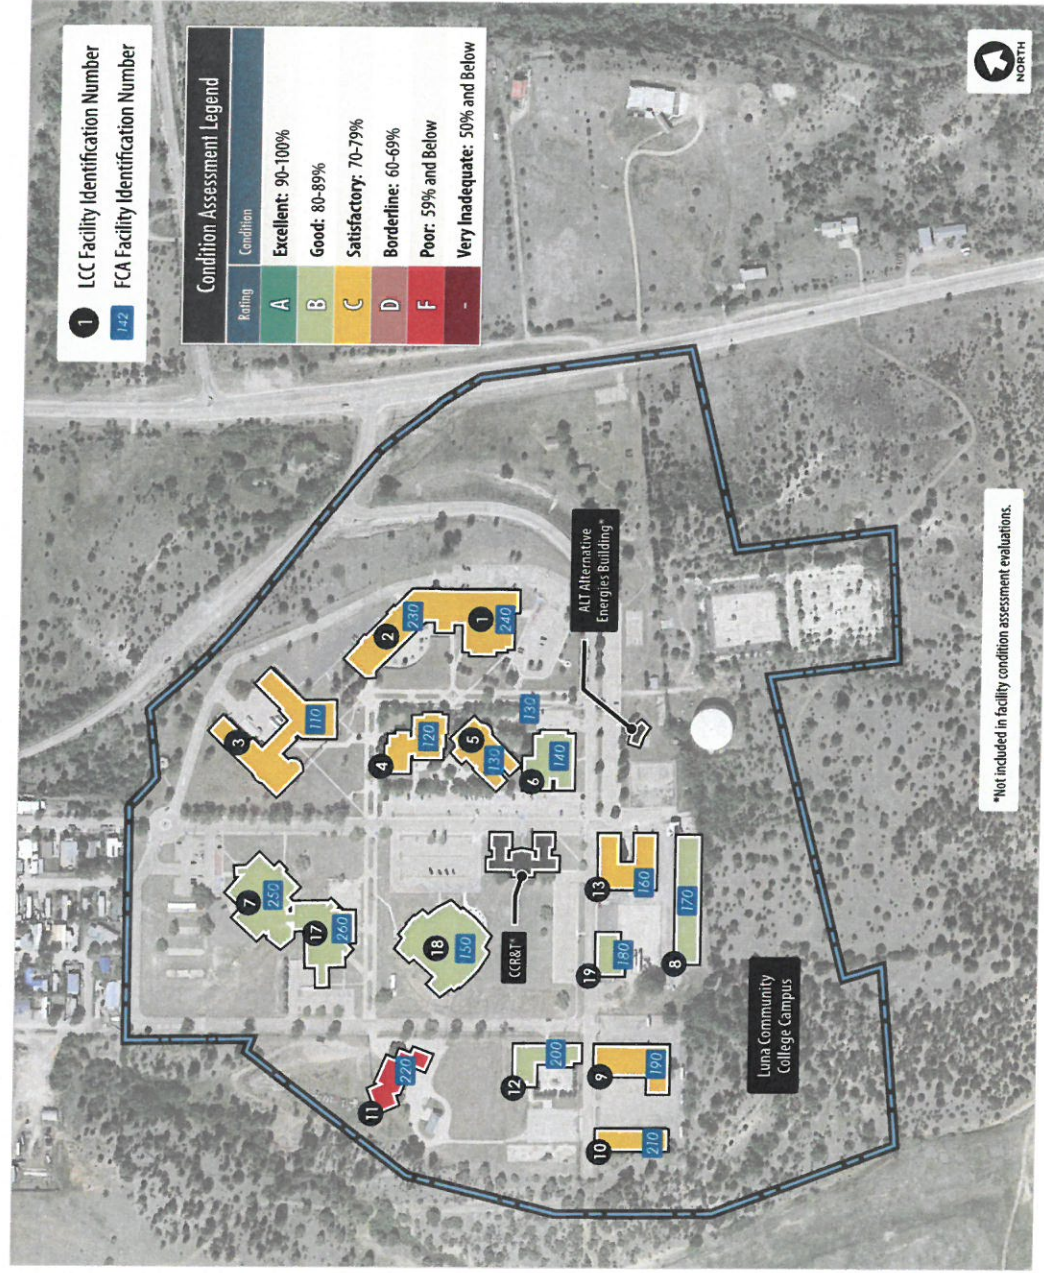 1 LCC Facility Identification Number
142 FCA Facility Identification Number
Condition Assessment Legend
Rating Condition
A Excellent: 90-100%
B Good: 80-89%
C Satisfactory: 70-79%
D Borderline: 60-69%
F Poor: 59% and Below
- Very Inadequate: 50% and Below
NORTH
3
110
2
230
1
240
4
120
5
130
130
6
140
ALT Alternative
Energies Building*
7
250
17
260
18
150
CCR&T*
13
160
19
180
8
170
11
220
12
200
9
190
10
210
Luna Community
College Campus
*Not included in facility condition assessment evaluations.